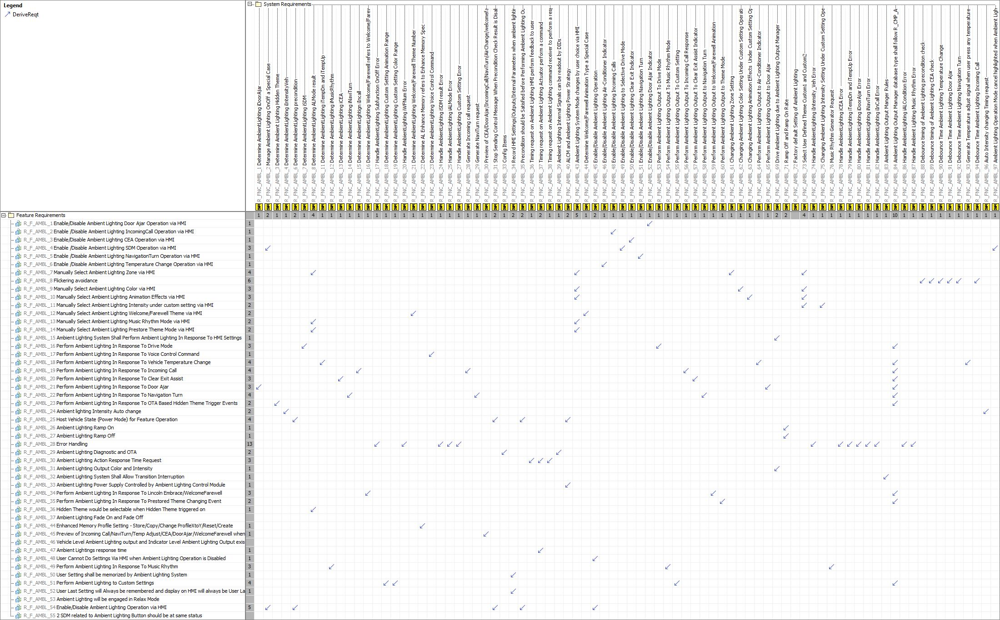 Legend
DeriveReqt
System Requirements
R_FNC_AMBL_1 Determine AmbientLighting iDoorAjar
R_FNC_AMBL_2 Manage Ambient Lighting OnOff a Special Case
R_FNC_AMBL_3 Determine Ambient Lighting Hidden Theme
R_FNC_AMBL_4 Determine AmbientLighting iIntensityVeh
R_FNC_AMBL_6 Determine AmbientLighting precondition
R_FNC_AMBL_7 Determine AmbientLighting iSDM
R_FNC_AMBL_8 Determine AmbientLighting ALMode result
R_FNC_AMBL_11 Determine AmbientLighting iTempDn and iTempUp
R_FNC_AMBL_12 Determine AmbientLighting iMusicRhythm
R_FNC_AMBL_13 Determine AmbientLighting iCEA
R_FNC_AMBL_14 Determine AmbientLighting iNaviTurn
R_FNC_AMBL_15 Determine AmbientLighitgn iIncall
R_FNC_AMBL_16 Determine AmbientLighting Welcome/Farewell refers to Welcome/Farev
R_FNC_AMBL_17 Handle AmbientLighting SubFunction OnOff Error
R_FNC_AMBL_18 Determine AmbientLighting Custom Setting Animation Range
R_FNC_AMBL_19 Determine AmbientLighting Custom Setting Color Range
R_FNC_AMBL_20 Handle AmbientLighting iWFNum Error
R_FNC_AMBL_21 Determine AmbientLighting Welcome/Farewell Theme Number
R_FNC_AMBL_22 Determine AL Enhance Memory refers to Enhance Memory Spec
R_FNC_AMBL_23 Determine AmbientLighting Voice Control Command
R_FNC_AMBL_24 Handle AmbientLighting iSDM result Error
R_FNC_AMBL_25 Handle AmbientLighting iALMode Error
R_FNC_AMBL_27 Handle AmbientLighting Custom Setting Error
R_FNC_AMBL_28 Generate Incoming call request
R_FNC_AMBL_29 Generate NaviTurn request
R_FNC_AMBL_30 Preview of CEA/DoorAjar/IncomingCall/NaviTurn/AirChange/welcomefa
R_FNC_AMBL_31 Stop Sending Control Message When Precondition Check Result is Disal
R_FNC_AMBL_33 Config Items
R_FNC_AMBL_34 Record HMI Settings/Outputs/Internal Parameters when ambient lightir
R_FNC_AMBL_35 Precondition should be Satisfied before Performing Ambient Lighting Ou
R_FNC_AMBL_36 Timing request on Ambient Lighting HMI perform feedback to user
R_FNC_AMBL_37 Timing request on Ambient Lighting Actuator perform a command
R_FNC_AMBL_38 Timing request on Ambient Lighting command receiver to perform a resp
R_FNC_AMBL_39 Ambient Lighting Internal Signals can be readout by DIDs
R_FNC_AMBL_40 ALCM and Ambient Lighting Power Strategy
R_FNC_AMBL_43 Ambient Lighting System Mode changes by user choice via HMI
R_FNC_AMBL_44 Determine Welcome/Farewell Animation Type a Special Case
R_FNC_AMBL_45 Enable/Disable Ambient Lighting Operation
R_FNC_AMBL_46 Enable/Disable Ambient Lighting Air-Conditioner Indicator
R_FNC_AMBL_48 Enable/Disable Ambient Lighting Incoming Calls
R_FNC_AMBL_49 Enable/Disable Ambient Lighting to Selective Drive Mode
R_FNC_AMBL_50 Enable/Disable Ambient Lighting Clear Exit Indicator
R_FNC_AMBL_51 Enable/Disable Ambient Lighting Navigation Turn
R_FNC_AMBL_52 Enable/Disable Ambient Lighting Door Ajar Indicator
R_FNC_AMBL_53 Perform Ambient Lighting Output To Drive Mode
R_FNC_AMBL_54 Perform Ambient Lighting Output To Music Rhythm Mode
R_FNC_AMBL_55 Perform Ambient Lighting Output To Custom Setting
R_FNC_AMBL_56 Perform Ambient Lighting Output To Incoming Call Response
R_FNC_AMBL_57 Perform Ambient Lighting Output To Clear Exit Assist Indicator
R_FNC_AMBL_58 Perform Ambient Lighting Output to Navigation Turn
R_FNC_AMBL_59 Perform Ambient Lighting Output to Welcome/Farewell Animation
R_FNC_AMBL_60 Perform Ambient Lighting Output to Theme Mode
R_FNC_AMBL_61 Changing Ambient Lighting Zone Setting
R_FNC_AMBL_62 Changing Ambient Lighting Color Setting Under Custom Setting Operati
R_FNC_AMBL_63 Changing Ambient Lighting Animation Effects Under Custom Setting Op
R_FNC_AMBL_64 Perform Ambient Lighting Output to Air-Conditioner Indicator
R_FNC_AMBL_65 Perform Ambient Lighting Output to Door Ajar
R_FNC_AMBL_69 Drive Ambient Lighting due to Ambient Lighting Output Manager
R_FNC_AMBL_71 Ramp Off and Ramp On Rate
R_FNC_AMBL_72 Factory default Setting of Ambient Lighting
R_FNC_AMBL_73 Select User Defined Theme Custom1 and Custom2
R_FNC_AMBL_74 Handle AmbientLighting iIntensity_Veh Error
R_FNC_AMBL_75 Changing Ambient Lighting Intensity Setting Under Custom Setting Ope
R_FNC_AMBL_76 Music Rhythm Generator Request
R_FNC_AMBL_78 Handle AmbientLighting iCEA Error
R_FNC_AMBL_79 Handle AmbientLighting iTempDn and iTempUp Error
R_FNC_AMBL_80 Handle AmbientLighting iDoorAjar Error
R_FNC_AMBL_81 Handle AmbientLighting iNaviTurn Error
R_FNC_AMBL_82 Handle AmbientLighting iInCall Error
R_FNC_AMBL_83 Ambient Lighting Output Manger Rules
R_FNC_AMBL_84 Ambient Lighting Output Manager database type shall follow R_CMP_A
R_FNC_AMBL_86 Handle AmbientLighting iALCondition Error
R_FNC_AMBL_87 Handle AmbientLighting Music Rhythm Error
R_FNC_AMBL_88 Debounce timing of Ambient Lighting precondition check
R_FNC_AMBL_89 Debounce timing of Ambient Lighting CEA check
R_FNC_AMBL_90 Debounce Time Ambient Lighting Temperature Change
R_FNC_AMBL_91 Debounce Time Ambient Lighting Door Ajar
R_FNC_AMBL_92 Debounce Time Ambient Lighting Navigation Turn
R_FNC_AMBL_93 Generate Temperature adjust signal when user press any temperature
R_FNC_AMBL_94 Debounce Time Ambient Lighting Incoming Call
R_FNC_AMBL_96 Auto Intensity changing Timing request
R_FNC_AMBL_97 Ambient Lighting Operation Mode cancel highlighted when Ambient Ligh
Feature Requirements 1 2 1 1 2 1 4 1 1 1 1 1 1 1 1 1 1 1 1 1 1 1 1 1 1 1 2 1 2 2 1 2 1 1 2 5 1 2 1 1 1 1 1 1 1 1 1 1 1 1 1 1 1 1 1 1 1 2 2 4 1 1 1 1 1 1 1 1 1 10 1 1 1 1 1 1 1 1 1 1 1
R_F_AMBL_1 Enable/Disable Ambient Lighting Door Ajar Operation via HMI 1
R_F_AMBL_2 Enable /Disable Ambient Lighting IncomingCall Operation via HMI 1
R_F_AMBL_3 Enable/Disable Ambient Lighting CEA Operation via HMI 1
R_F_AMBL_4 Enable /Disable Ambient Lighting SDM Operation via HMI 3
R_F_AMBL_5 Enable /Disable Ambient Lighting NavigationTurn Operation via HMI 1
R_F_AMBL_6 Enable /Disable Ambient Lighting Temperature Change Operation via HMI 1
R_F_AMBL_7 Manually Select Ambient Lighting Zone via HMI 4
R_F_AMBL_8 Flickering avoidance 6
R_F_AMBL_9 Manually Select Ambient Lighting Color via HMI 3
R_F_AMBL_10 Manually Select Ambient Lighting Animation Effects via HMI 3
R_F_AMBL_11 Manually Select Ambient Lighting Intensity under custom setting via HMI 2
R_F_AMBL_12 Manually Select Ambient Lighting Welcome/Farewell Theme via HMI 2
R_F_AMBL_13 Manually Select Ambient Lighting Music Rhythm Mode via HMI 2
R_F_AMBL_14 Manually Select Ambient Lighting Prestore Theme Mode via HMI 2
R_F_AMBL_15 Ambient Lighting System Shall Perform Ambient Lighting In Response To HMI Settings 1
R_F_AMBL_16 Perform Ambient Lighting In Response To Drive Mode 3
R_F_AMBL_17 Perform Ambient Lighting In Response To Voice Control Command 1
R_F_AMBL_18 Perform Ambient Lighting In Response To Vehicle Temperature Change 4
R_F_AMBL_19 Perform Ambient Lighting In Response To Incoming Call 4
R_F_AMBL_20 Perform Ambient Lighting In Response To Clear Exit Assist 3
R_F_AMBL_21 Perform Ambient Lighting In Response To Door Ajar 3
R_F_AMBL_22 Perform Ambient Lighting In Response To Navigation Turn 4
R_F_AMBL_23 Perform Ambient Lighting In Response To OTA Based Hidden Theme Trigger Events 2
R_F_AMBL_24 Ambient lighting Intensity Auto change 2
R_F_AMBL_25 Host Vehicle State (Power Mode) for Feature Operation 4
R_F_AMBL_26 Ambient Lighting Ramp On 1
R_F_AMBL_27 Ambient Lighting Ramp Off 1
R_F_AMBL_28 Error Handling 13
R_F_AMBL_29 Ambient Lighting Diagnostic and OTA 2
R_F_AMBL_30 Ambient Lighting Action Response Time Request 3
R_F_AMBL_31 Ambient Lighting Output Color and Intensity 1
R_F_AMBL_32 Ambient Lighting System Shall Allow Transition Interruption 1
R_F_AMBL_33 Ambient Lighting Power Supply Controlled by Ambient Lighting Control Module 1
R_F_AMBL_34 Perform Ambient Lighting In Response To Lincoln Embrace/WelcomeFarewell 3
R_F_AMBL_35 Perform Ambient Lighting In Response To Prestored Theme Changing Event 2
R_F_AMBL_36 Hidden Theme would be selectable when Hidden Theme triggered on 1
R_F_AMBL_37 Ambient Lighting Fade On and Fade Off
R_F_AMBL_44 Enhanced Memory Profile Setting - Store/Copy/Change ProfileXtoY/Reset/Create 1
R_F_AMBL_45 Preview of Incoming Call/NaviTurn/Temp Adjust/CEA/DoorAjar/WelcomeFarewell when 1
R_F_AMBL_46 Vehicle Level Ambient Lighting output and Indicator Level Ambient Lighting Output exis
R_F_AMBL_47 Ambient Lightings response time 1
R_F_AMBL_48 User Cannot Do Settings Via HMI when Ambient Lighting Operation is Disabled 1
R_F_AMBL_49 Perform Ambient Lighting In Response To Music Rhythm 3
R_F_AMBL_50 User Setting shall be memorized by Ambient Lighting System 1
R_F_AMBL_51 Perform Ambient Lighting to Custom Settings 4
R_F_AMBL_52 User Last Setting will Always be remembered and display on HMI will always be User La 1
R_F_AMBL_53 Ambient Lighting will be engaged in Relax Mode
R_F_AMBL_54 Enable/Disable Ambient Lighting Operation via HMI 5
R_F_AMBL_55 2 SDM related to Ambient Lighting Button should be at same status